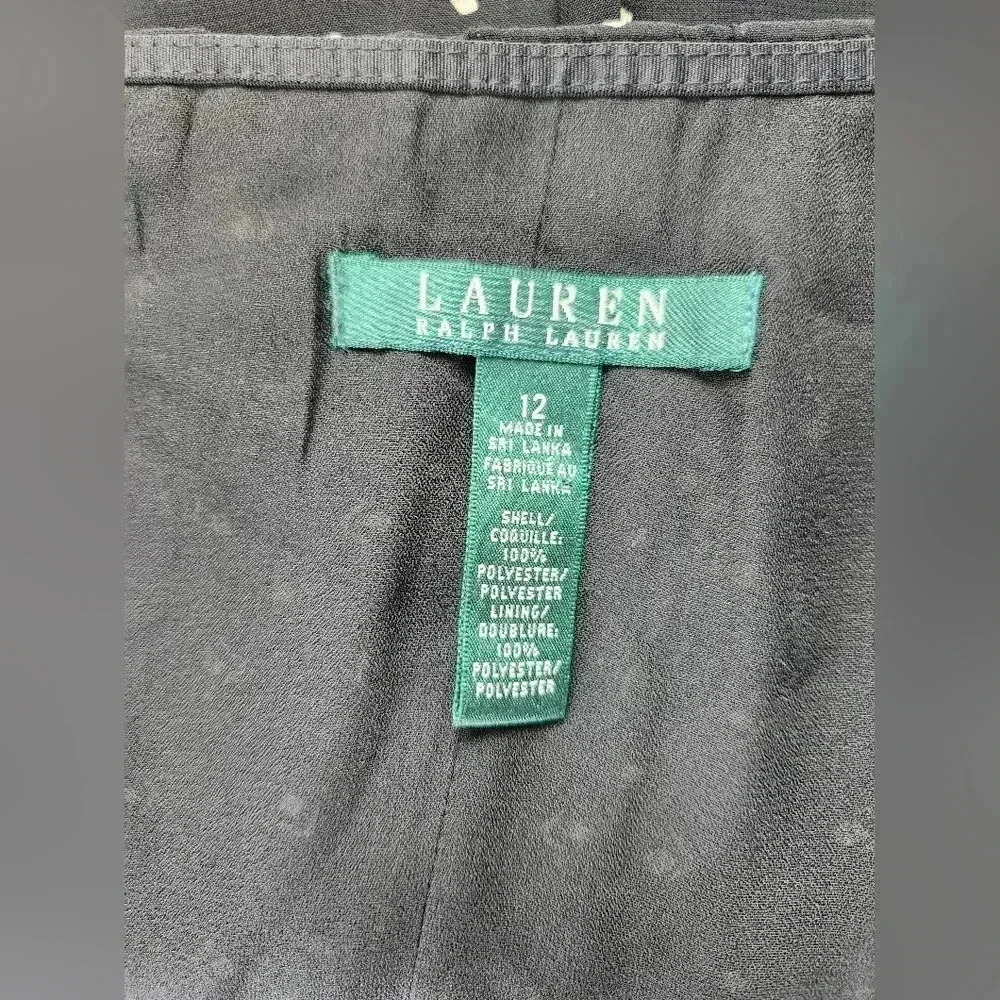 LAUREN
RALPH LAUREN
12
MADE IN
SRI LANKA
FABRIQUE AU
SRI LANKA
SHELL/
COQUILLE:
100%
POLYESTER/
POLYESTER
LINING/
DOUBLURE:
100%
POLYESTER/
POLYESTER